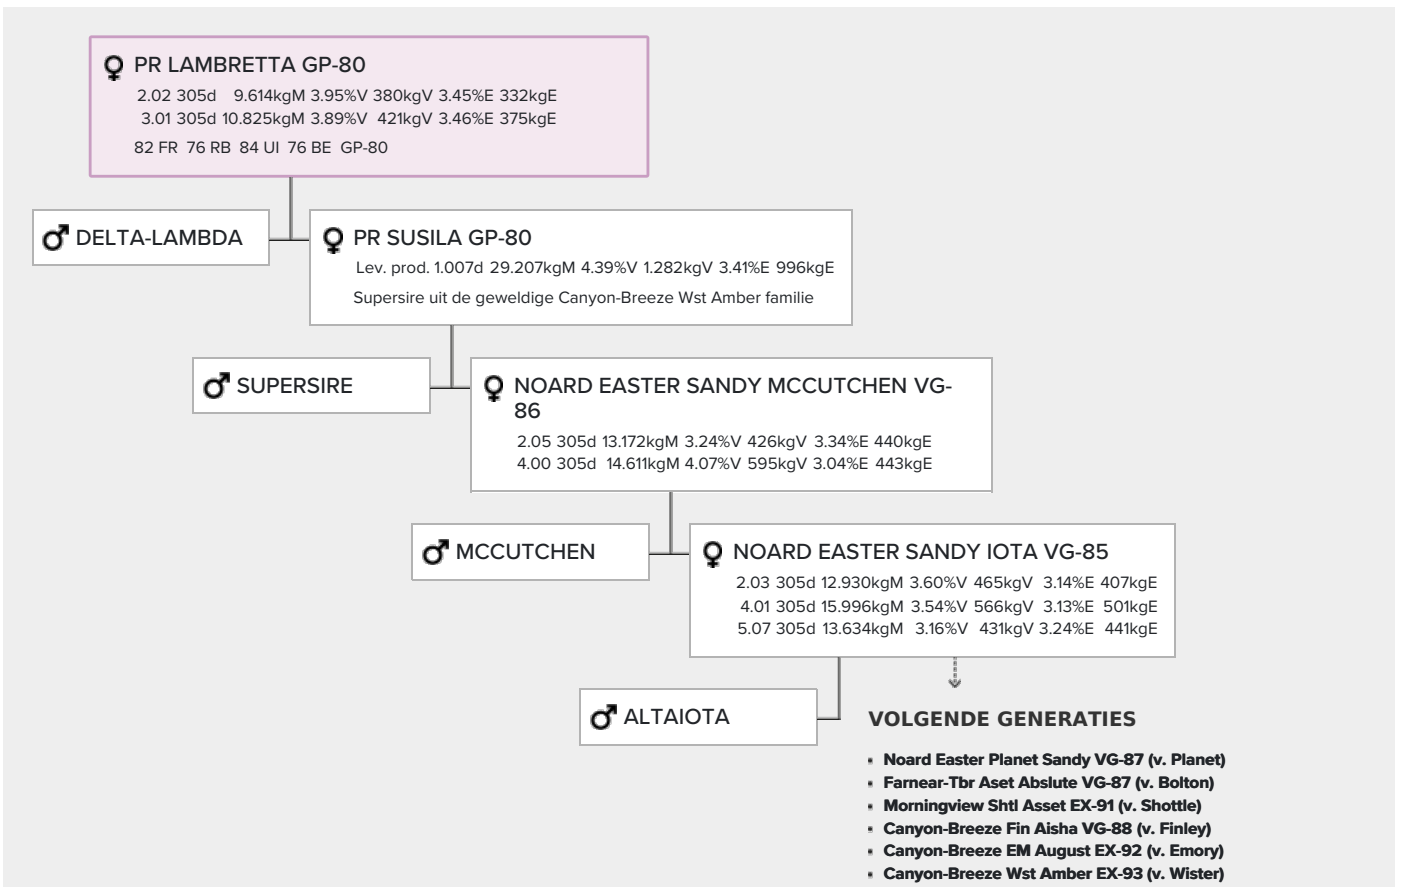 PR LAMBRETTA GP-80
2.02 305d 9.614kgM 3.95%V 380kgV 3.45%E 332kgE
3.01 305d 10.825kgM 3.89%V 421kgV 3.46%E 375kgE
82 FR 76 RB 84 UI 76 BE GP-80
DELTA-LAMBDA
PR SUSILA GP-80
Lev. prod. 1.007d 29.207kgM 4.39%V 1.282kgV 3.41%E 996kgE
Supersire uit de geweldige Canyon-Breeze Wst Amber familie
SUPERSIRE
NOARD EASTER SANDY MCCUTCHEN VG-
86
2.05 305d 13.172kgM 3.24%V 426kgV 3.34%E 440kgE
4.00 305d 14.611kgM 4.07%V 595kgV 3.04%E 443kgE
MCCUTCHEN
NOARD EASTER SANDY IOTA VG-85
2.03 305d 12.930kgM 3.60%V 465kgV 3.14%E 407kgE
4.01 305d 15.996kgM 3.54%V 566kgV 3.13%E 501kgE
5.07 305d 13.634kgM 3.16%V 431kgV 3.24%E 441kgE
ALTAIOTA
VOLGENDE GENERATIES
▪ Noard Easter Planet Sandy VG-87 (v. Planet)
▪ Farnear-Tbr Aset Abslute VG-87 (v. Bolton)
▪ Morningview Shtl Asset EX-91 (v. Shottle)
▪ Canyon-Breeze Fin Aisha VG-88 (v. Finley)
▪ Canyon-Breeze EM August EX-92 (v. Emory)
▪ Canyon-Breeze Wst Amber EX-93 (v. Wister)